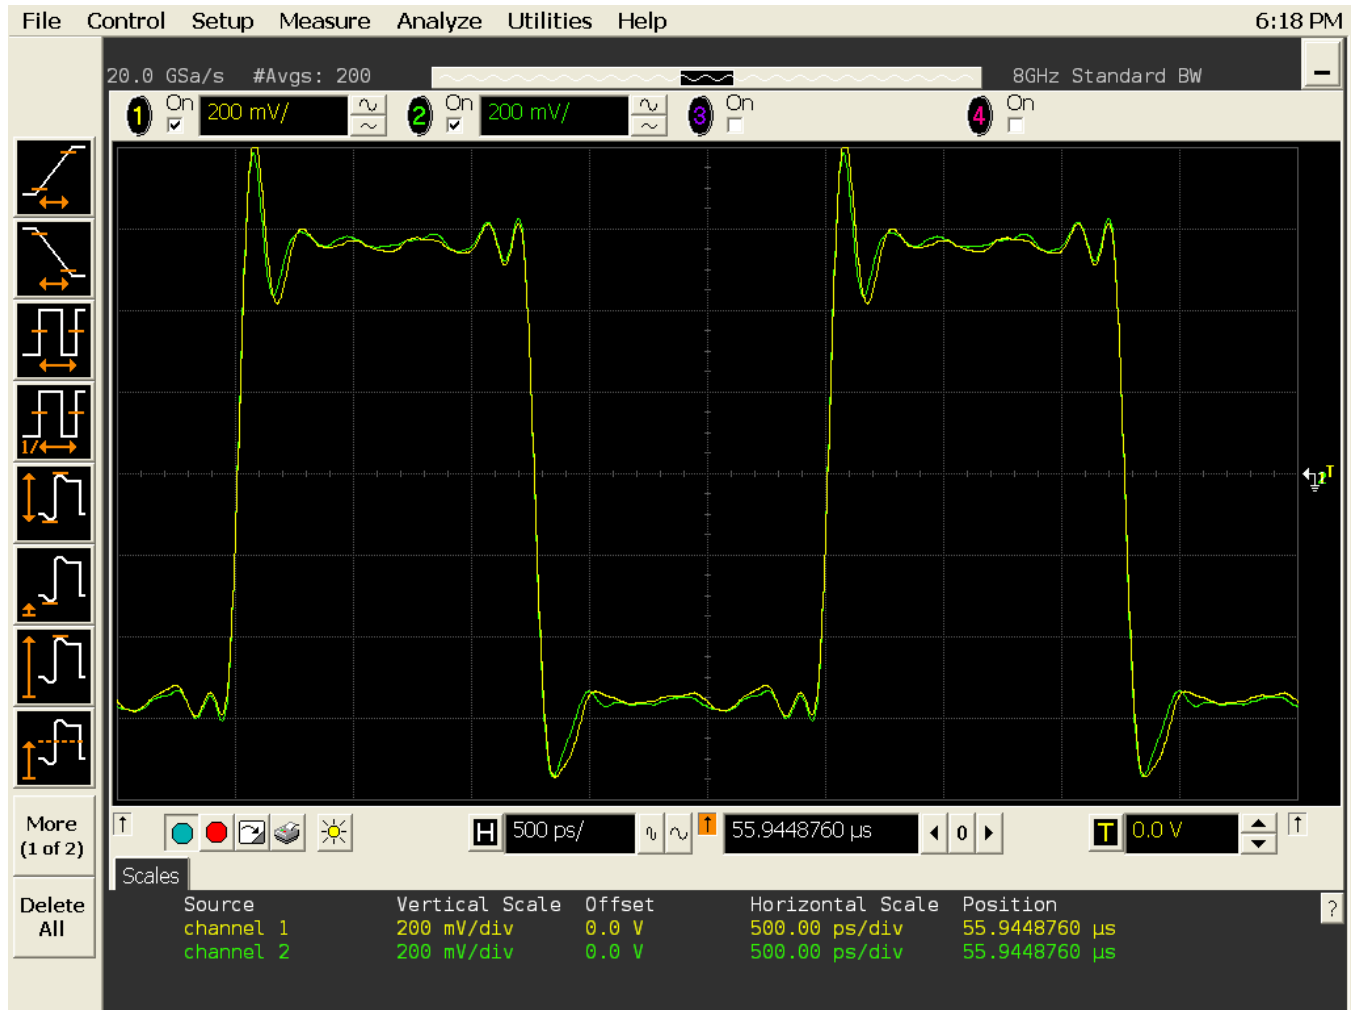 File Control Setup Measure Analyze Utilities Help 6:18 PM
20.0 GSa/s #Avgs: 200 8GHz Standard BW
1 On 200 mV/ 2 On 200 mV/ 3 On 4 On
1/
T
More
(1 of 2)
H 500 ps/ 55.9448760 µs 0 T 0.0 V
Scales
Delete
All
Source Vertical Scale Offset Horizontal Scale Position
channel 1 200 mV/div 0.0 V 500.00 ps/div 55.9448760 µs
channel 2 200 mV/div 0.0 V 500.00 ps/div 55.9448760 µs
?